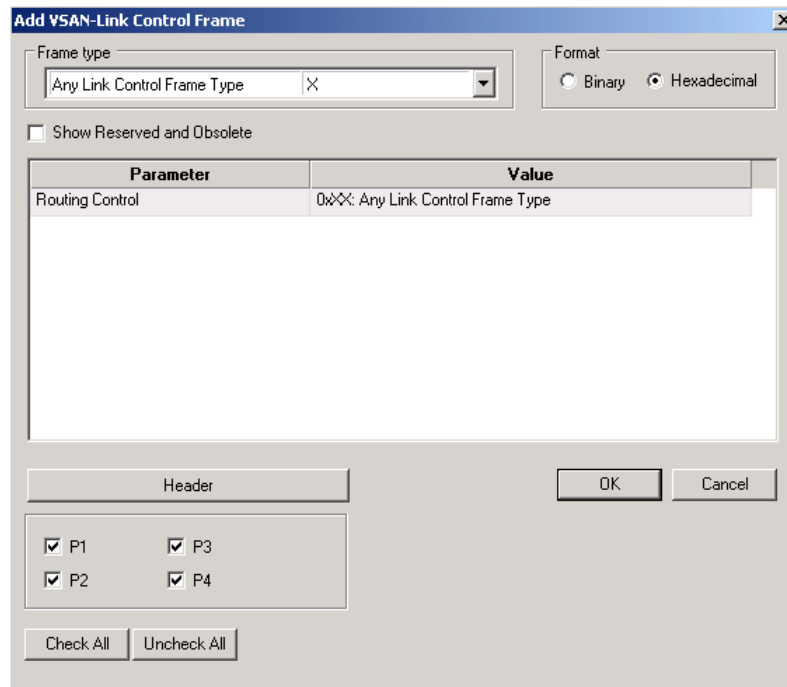 Add VSAN-Link Control Frame
Frame type
Format
Any Link Control Frame Type X
Binary Hexadecimal
Show Reserved and Obsolete
Parameter Value
Routing Control 0xXX: Any Link Control Frame Type
Header OK Cancel
P1 P3
P2 P4
Check All Uncheck All